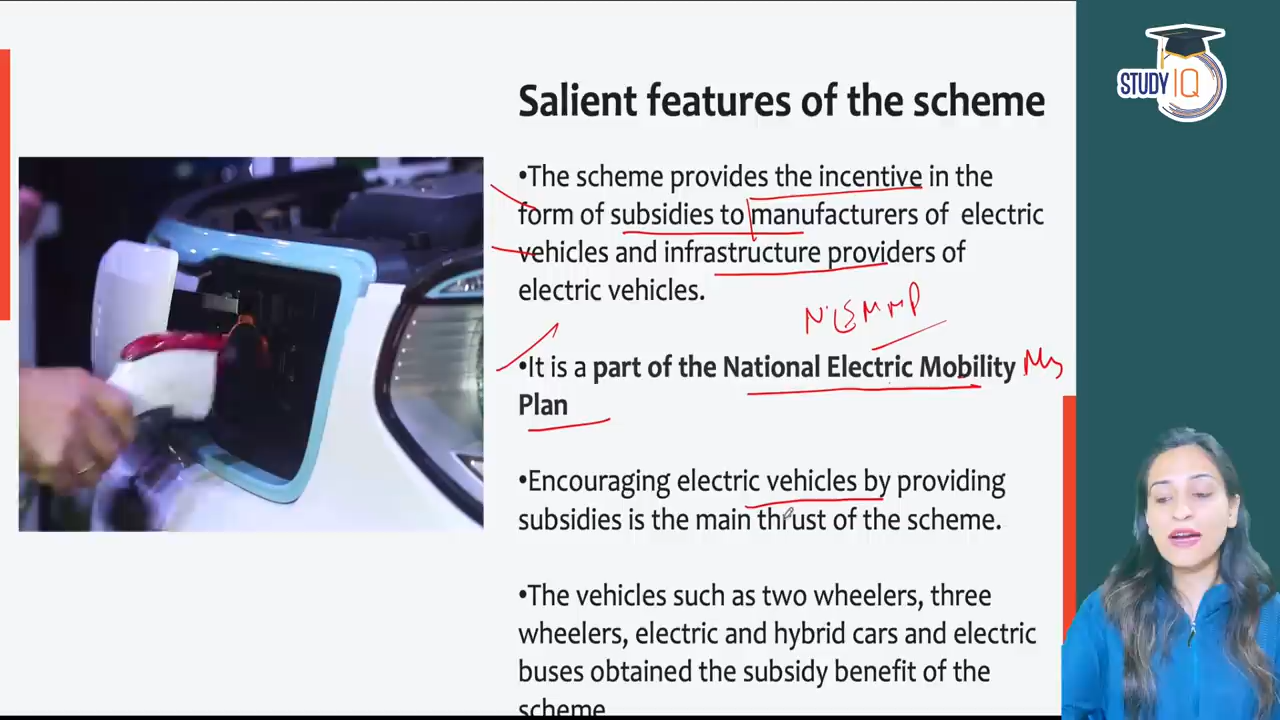 STUDY IQ
Salient features of the scheme
•The scheme provides the incentive in the
form of subsidies to manufacturers of electric
vehicles and infrastructure providers of
electric vehicles.
NEMMP
•It is a part of the National Electric Mobility
Plan
•Encouraging electric vehicles by providing
subsidies is the main thrust of the scheme.
•The vehicles such as two wheelers, three
wheelers, electric and hybrid cars and electric
buses obtained the subsidy benefit of the
scheme